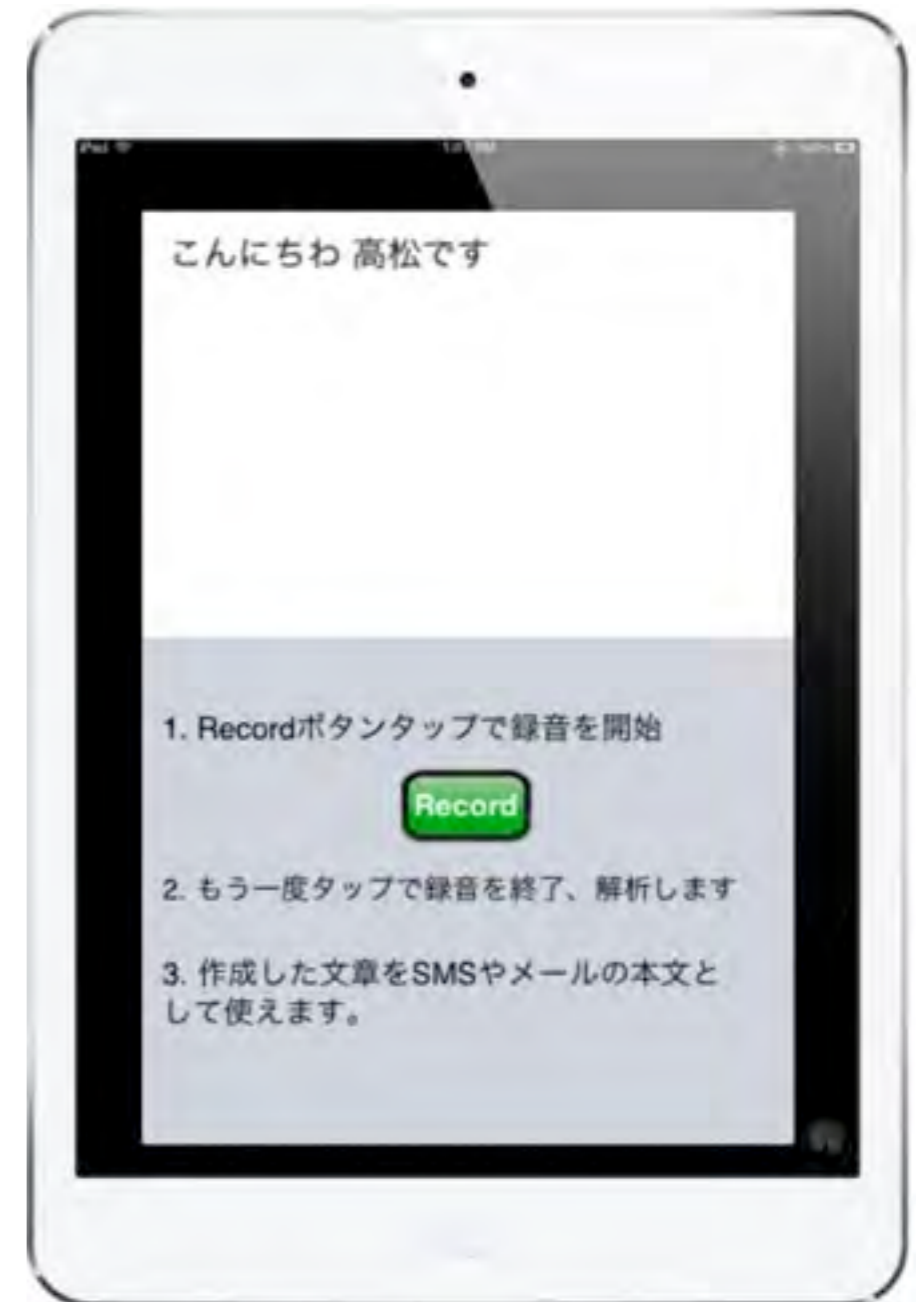 iPad
こんにちわ 高松です
1. Recordボタンタップで録音を開始
Record
2. もう一度タップで録音を終了、解析します
3. 作成した文章をSMSやメールの本文と
して使えます。